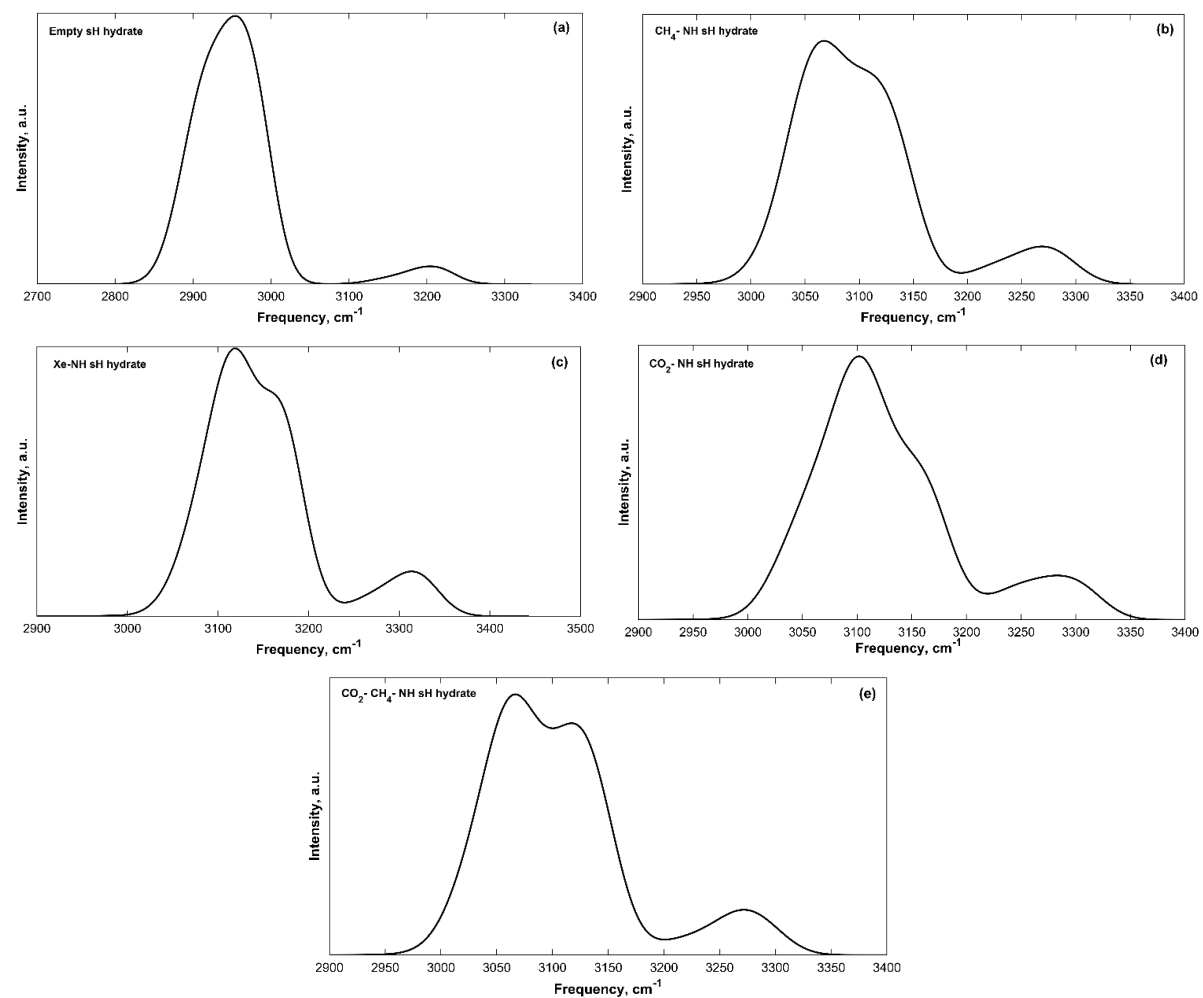 Empty sH hydrate
(a)
Intensity, a.u.
2700 2800 2900 3000 3100 3200 3300 3400
Frequency, cm-1
CH4- NH sH hydrate
(b)
Intensity, a.u.
2900 2950 3000 3050 3100 3150 3200 3250 3300 3350 3400
Frequency, cm-1
Xe-NH sH hydrate
(c)
Intensity, a.u.
2900 3000 3100 3200 3300 3400 3500
Frequency, cm-1
CO2- NH sH hydrate
(d)
Intensity, a.u.
2900 2950 3000 3050 3100 3150 3200 3250 3300 3350 3400
Frequency, cm-1
CO2- CH4- NH sH hydrate
(e)
Intensity, a.u.
2900 2950 3000 3050 3100 3150 3200 3250 3300 3350 3400
Frequency, cm-1